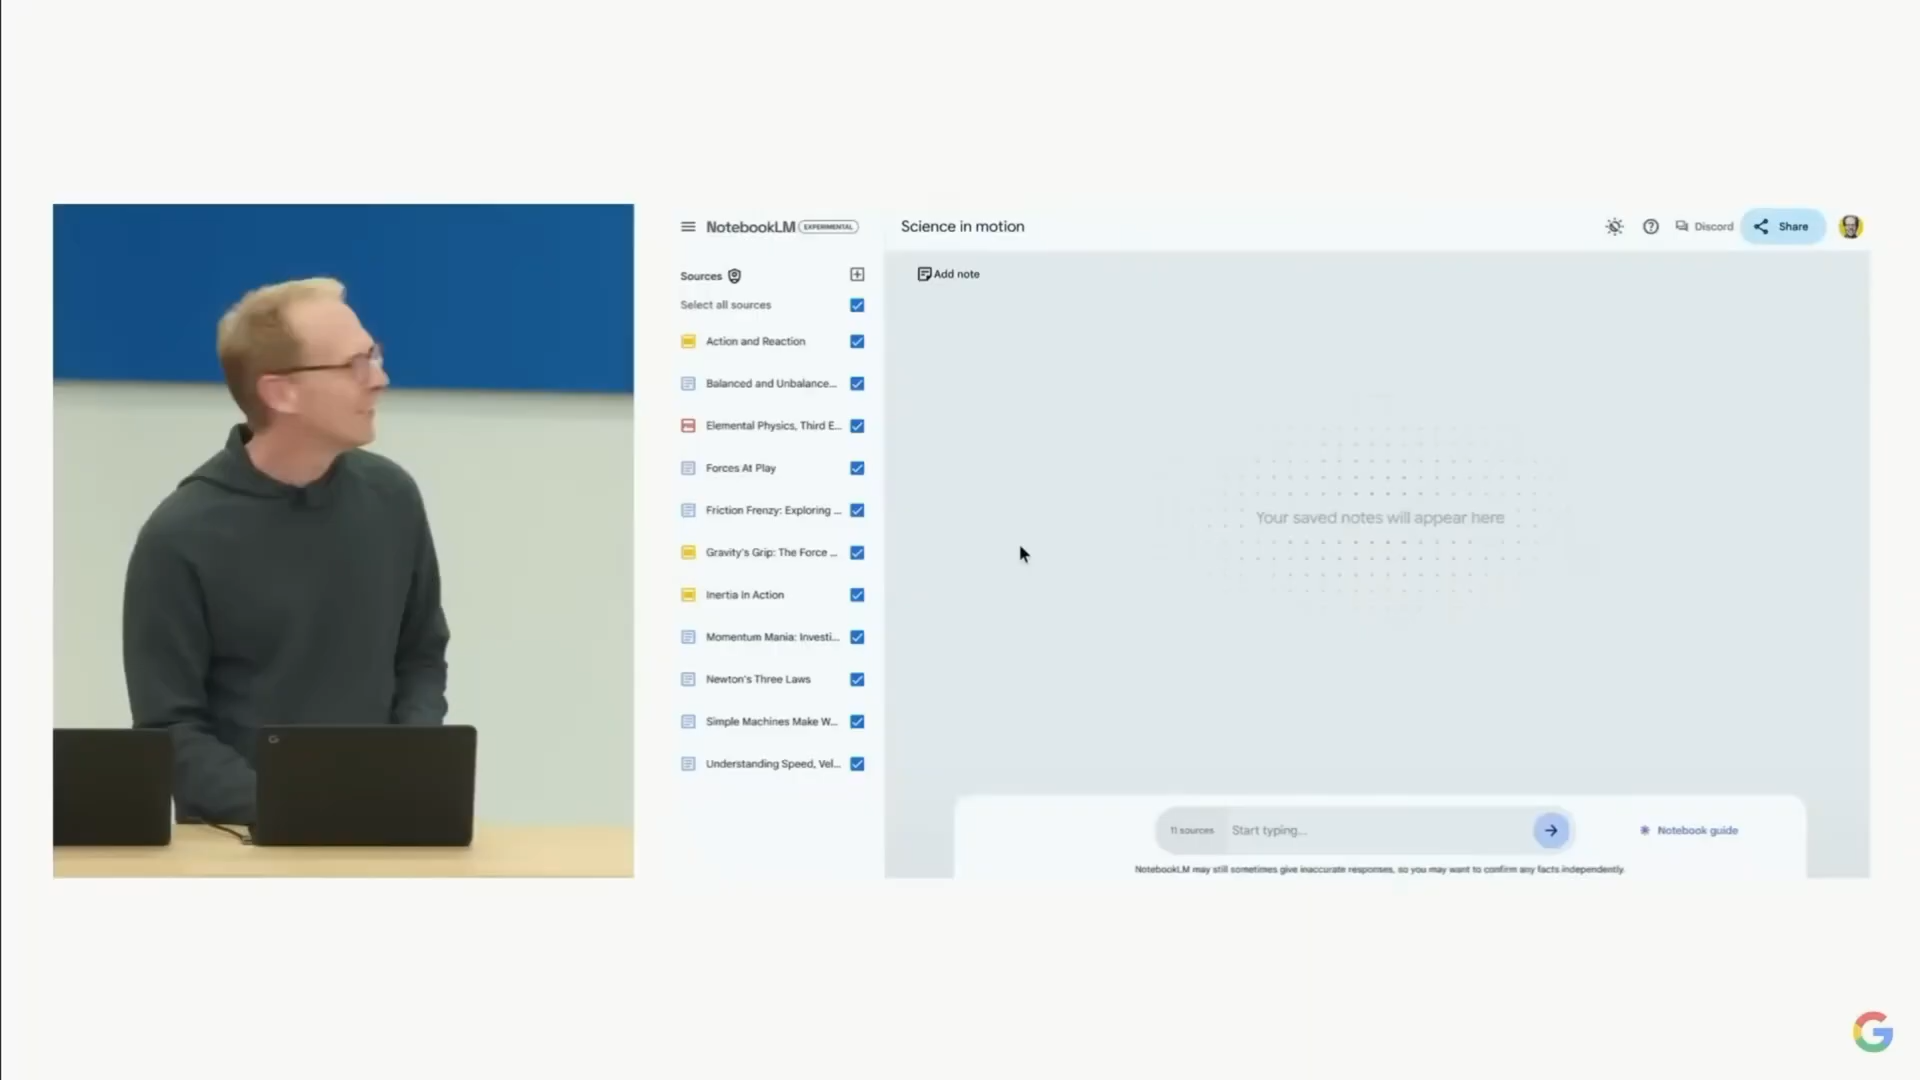 NotebookLM EXPERIMENTAL
Science in motion
Discord
Share
Sources
Add note
Select all sources
Action and Reaction
Balanced and Unbalance...
Elemental Physics, Third E...
Forces At Play
Friction Frenzy: Exploring ...
Gravity's Grip: The Force ...
Inertia In Action
Momentum Mania: Investi...
Newton's Three Laws
Simple Machines Make W...
Understanding Speed, Vel...
Your saved notes will appear here
11 sources
Start typing...
Notebook guide
NotebookLM may still sometimes give inaccurate responses, so you may want to confirm any facts independently.